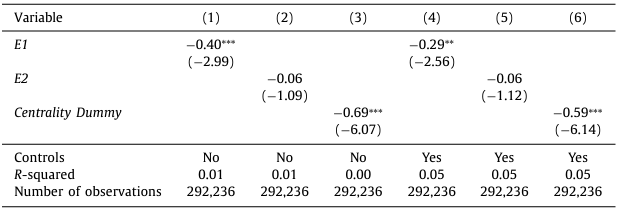 Variable (1) (2) (3) (4) (5) (6)
E1 −0.40*** −0.29**
(−2.99) (−2.56)
E2 −0.06 −0.06
(−1.09) (−1.12)
Centrality Dummy −0.69*** −0.59***
(−6.07) (−6.14)
Controls No No No Yes Yes Yes
R-squared 0.01 0.01 0.00 0.05 0.05 0.05
Number of observations 292,236 292,236 292,236 292,236 292,236 292,236